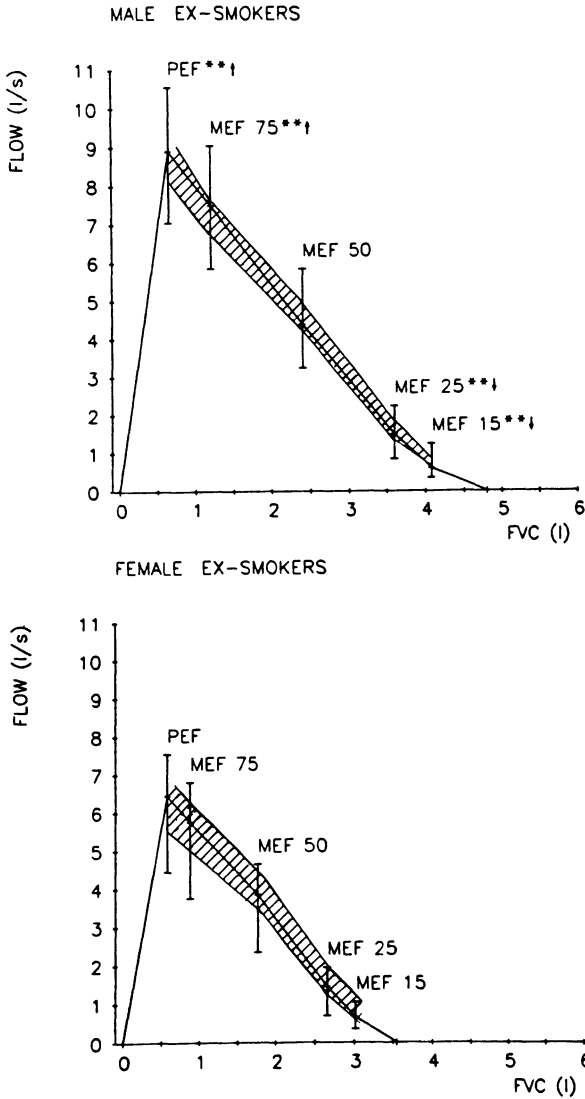 MALE EX-SMOKERS
FLOW (l/s)
11
10
9
8
7
6
5
4
3
2
1
0
PEF**↑
MEF 75**↑
MEF 50
MEF 25**↓
MEF 15**↓
0 1 2 3 4 5 6
FVC (l)
FEMALE EX-SMOKERS
FLOW (l/s)
11
10
9
8
7
6
5
4
3
2
1
0
PEF
MEF 75
MEF 50
MEF 25
MEF 15
0 1 2 3 4 5 6
FVC (l)